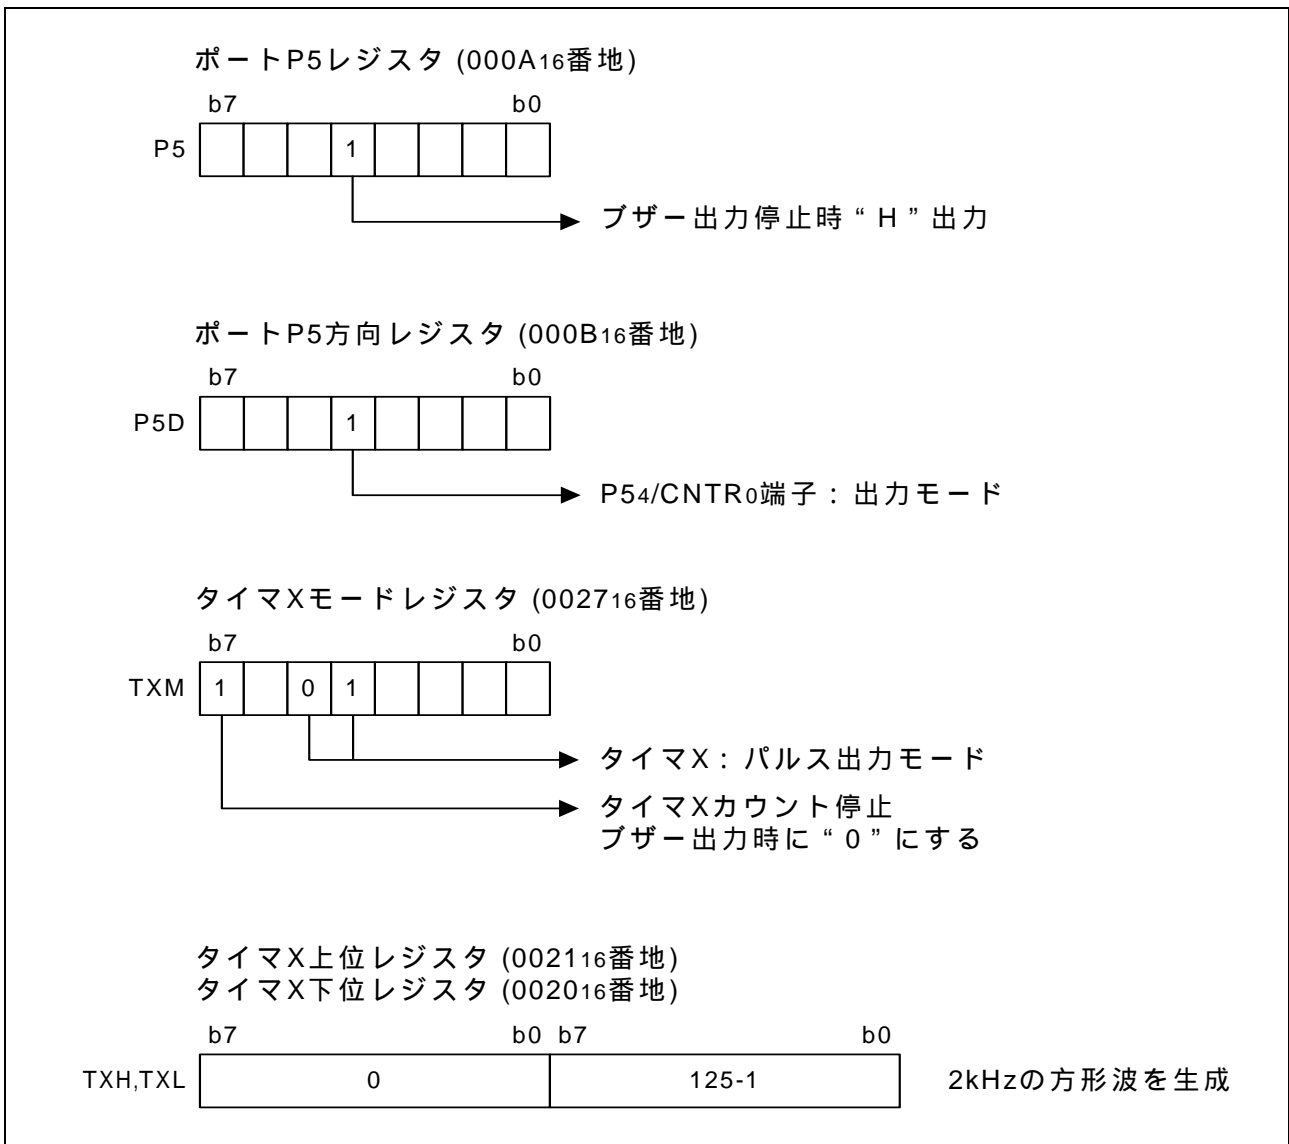 ポートP5レジスタ (000A16番地)
b7 b0
P5 1
ブザー出力停止時“H”出力
ポートP5方向レジスタ (000B16番地)
b7 b0
P5D 1
P54/CNTR0端子:出力モード
タイマXモードレジスタ (002716番地)
b7 b0
TXM 1 0 1
タイマX:パルス出力モード
タイマXカウント停止
ブザー出力時に“0”にする
タイマX上位レジスタ (002116番地)
タイマX下位レジスタ (002016番地)
b7 b0 b7 b0
TXH,TXL 0 125-1 2kHzの方形波を生成